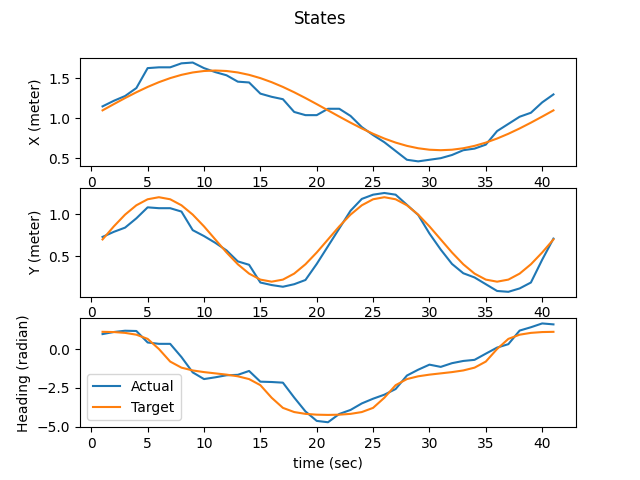 States
X (meter)
1.5
1.0
0.5
0 5 10 15 20 25 30 35 40
Y (meter)
1.0
0.5
0 5 10 15 20 25 30 35 40
Heading (radian)
0.0
−2.5
−5.0
Actual
Target
0 5 10 15 20 25 30 35 40
time (sec)